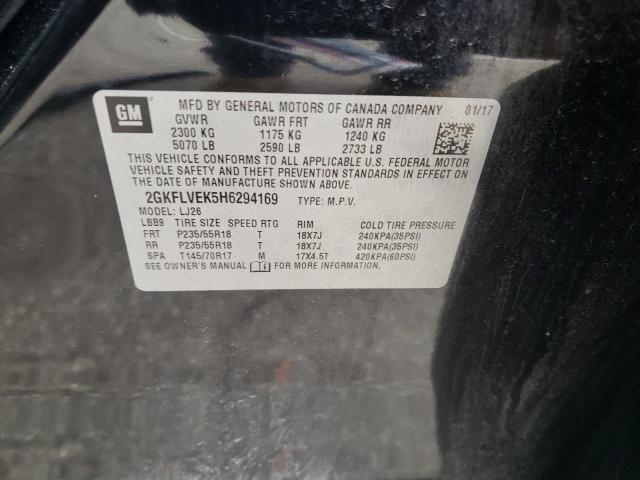 GM
MFD BY GENERAL MOTORS OF CANADA COMPANY 01/17
GVWR GAWR FRT GAWR RR
2300 KG 1175 KG 1240 KG
5070 LB 2590 LB 2733 LB
THIS VEHICLE CONFORMS TO ALL APPLICABLE U.S. FEDERAL MOTOR
VEHICLE SAFETY AND THEFT PREVENTION STANDARDS IN EFFECT ON
THE DATE OF MANUFACTURE SHOWN ABOVE.
2GKFLVEK5H6294169 TYPE: M.P.V.
MODEL: LJ26
LBB9 TIRE SIZE SPEED RTG RIM COLD TIRE PRESSURE
FRT P235/55R18 T 18X7J 240KPA(35PSI)
RR P235/55R18 T 18X7J 240KPA(35PSI)
SPA T145/70R17 M 17X4.5T 420KPA(60PSI)
SEE OWNER'S MANUAL FOR MORE INFORMATION.